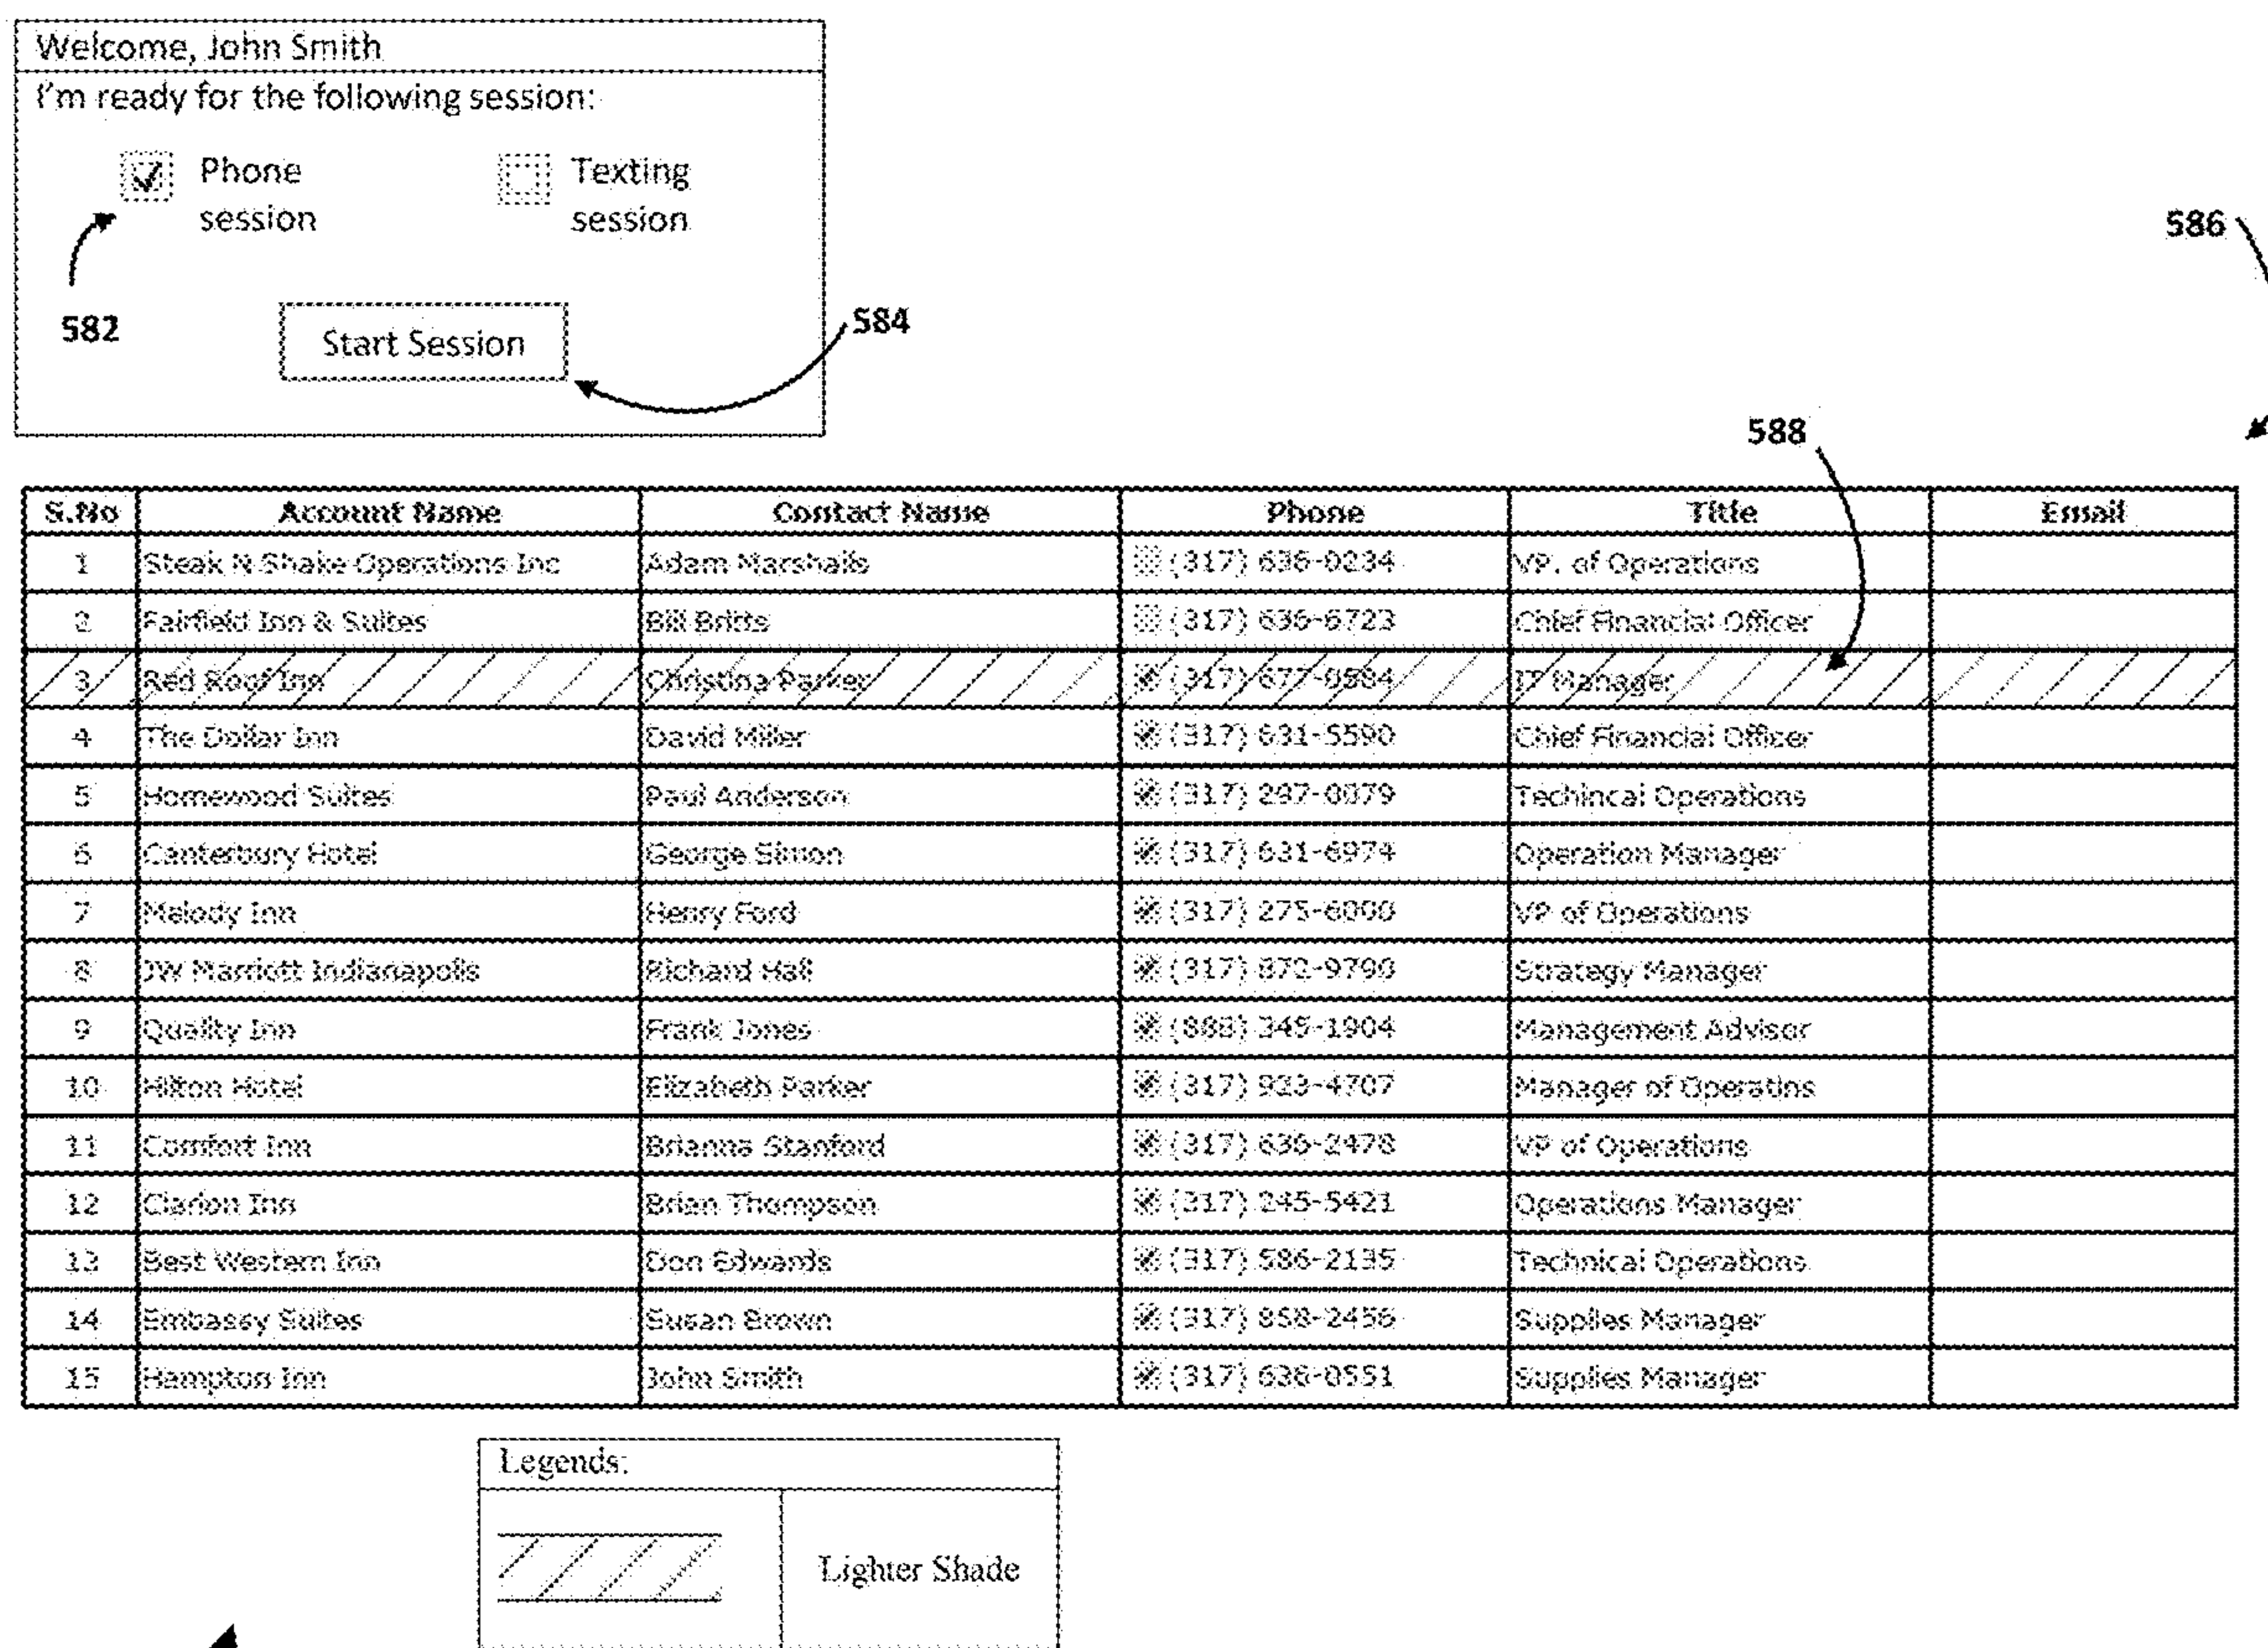 Welcome, John Smith
I'm ready for the following session:
Phone session
Texting session
582
Start Session
584
586
588
S.No Account Name Contact Name Phone Title Email
1 Steak N Shake Operations Inc Adam Marshalls (317) 636-0234 VP. of Operations
2 Fairfield Inn & Suites Bill Britts (317) 636-6723 Chief Financial Officer
3 Red Roof Inn Christina Parker (317) 677-0584 IT Manager
4 The Dollar Inn David Miller (317) 631-5590 Chief Financial Officer
5 Homewood Suites Paul Anderson (317) Techincal Operations
6 Canterbury Hotel George Simon (317) 631-6974 Operation Manager
7 Melody Inn Henry Ford (317) 275-6000 VP of Operations
8 JW Marriott Indianapolis Richard Hall (317) 872-9790 Strategy Manager
9 Quality Inn Frank Jones (888) 345-1904 Management Advisor
10 Hilton Hotel Elizabeth Parker (317) 923-4707 Manager of Operatins
11 Comfort Inn Brianna Stanford (317) 636-2478 VP of Operations
12 Clarion Inn Brian Thompson (317) 245-5421 Operations Manager
13 Best Western Inn Don Edwards (317) 586-2135 Technical Operations
14 Embassy Suites Susan Brown (317) 858-2456 Supplies Manager
15 Hampton Inn John Smith (317) 636-0551 Supplies Manager
Legends:
Lighter Shade